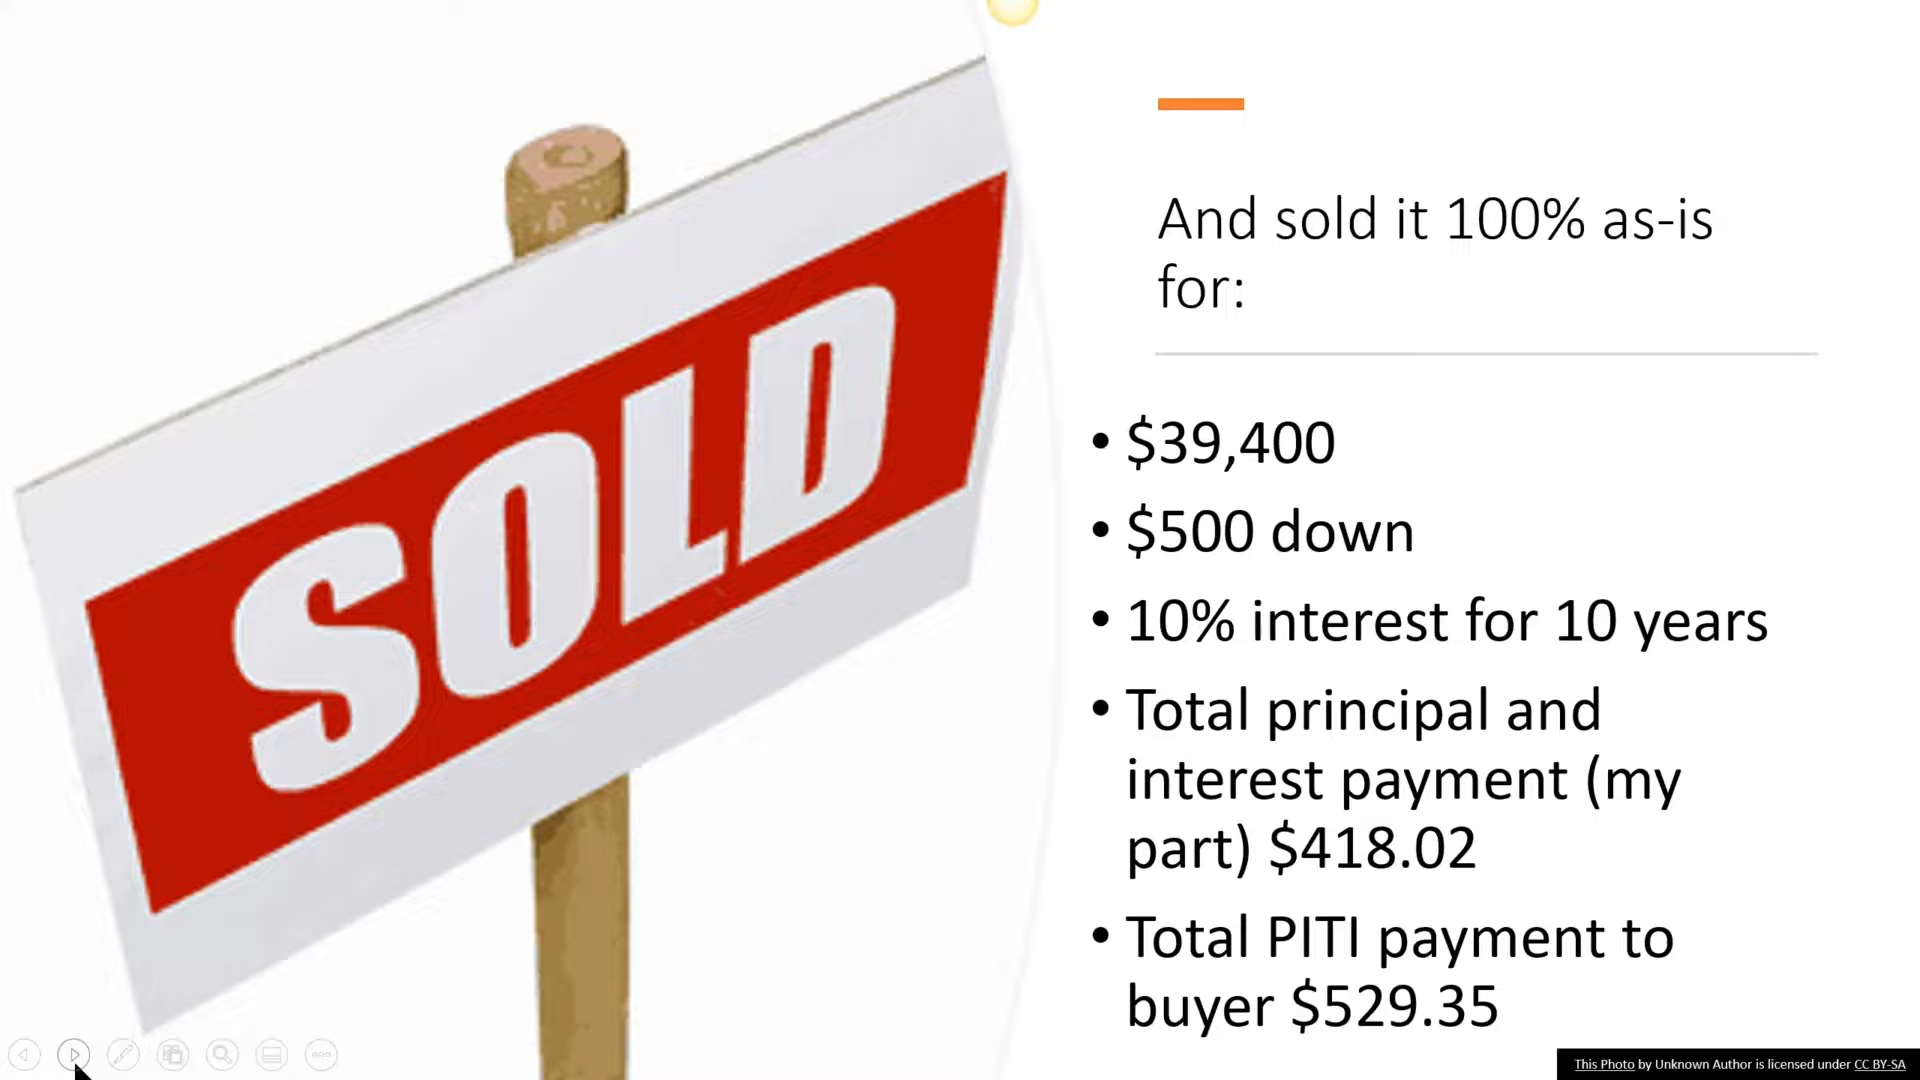 SOLD
And sold it 100% as-is
for:
• $39,400
• $500 down
• 10% interest for 10 years
• Total principal and
interest payment (my
part) $418.02
• Total PITI payment to
buyer $529.35
This Photo by Unknown Author is licensed under CC BY-SA